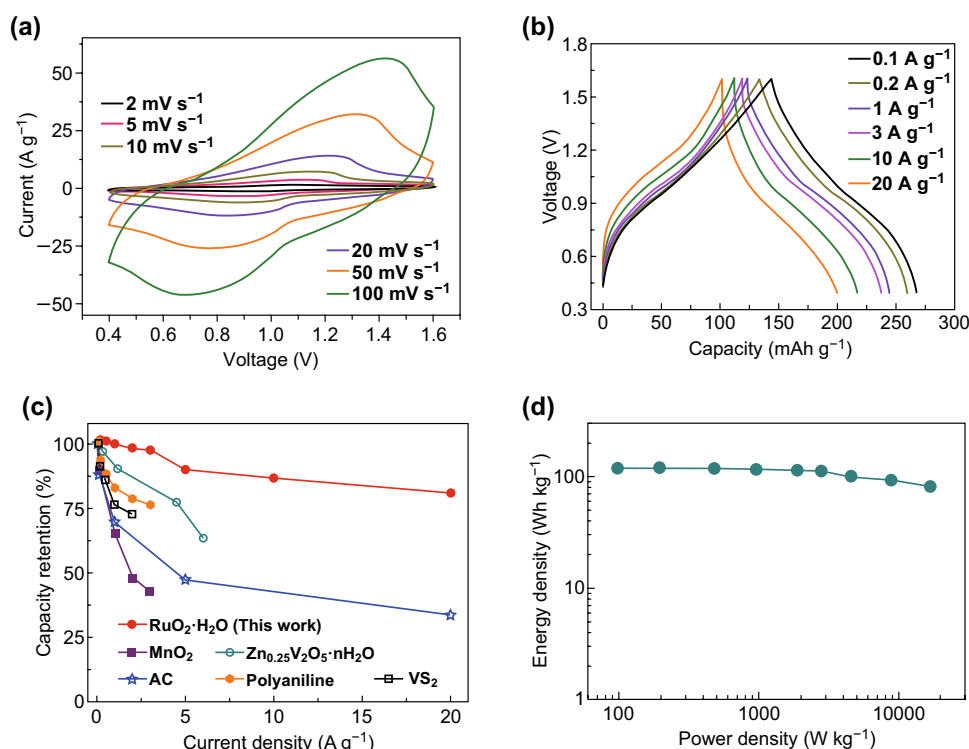 (a)
50
25
0
−25
−50
Current (A g⁻¹)
2 mV s⁻¹
5 mV s⁻¹
10 mV s⁻¹
20 mV s⁻¹
50 mV s⁻¹
100 mV s⁻¹
0.4 0.6 0.8 1.0 1.2 1.4 1.6
Voltage (V)
(b)
1.8
1.5
1.2
0.9
0.6
0.3
Voltage (V)
0.1 A g⁻¹
0.2 A g⁻¹
1 A g⁻¹
3 A g⁻¹
10 A g⁻¹
20 A g⁻¹
0 50 100 150 200 250 300
Capacity (mAh g⁻¹)
(c)
100
75
50
25
0
Capacity retention (%)
RuO₂·H₂O (This work)
MnO₂ Zn₀.₂₅V₂O₅·nH₂O
AC Polyaniline VS₂
0 5 10 15 20
Current density (A g⁻¹)
(d)
100
10
1
Energy density (Wh kg⁻¹)
100 1000 10000
Power density (W kg⁻¹)